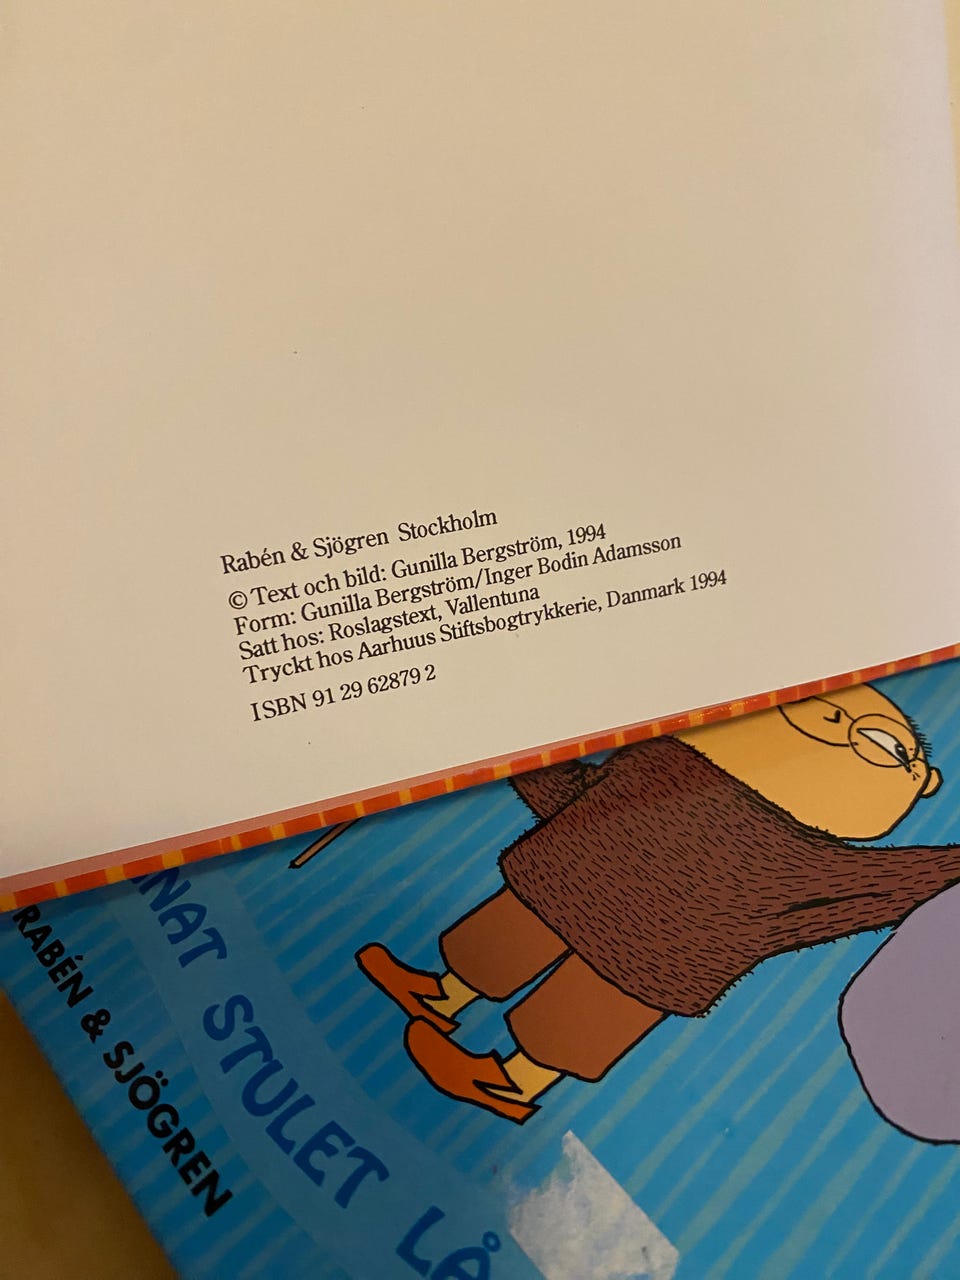 Rabén & Sjögren Stockholm
© Text och bild: Gunilla Bergström, 1994
Form: Gunilla Bergström/Inger Bodin Adamsson
Satt hos: Roslagstext, Vallentuna
Tryckt hos Aarhuus Stiftsbogtrykkerie, Danmark 1994
ISBN 91 29 62879 2
NAT STULET LÅ
RABÉN & SJÖGREN